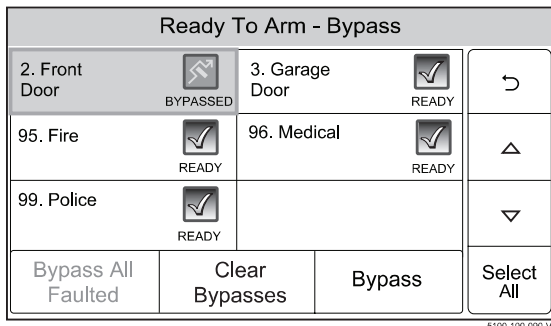 Ready To Arm - Bypass
2. Front
Door
BYPASSED
3. Garage
Door
READY
95. Fire
READY
96. Medical
READY
99. Police
READY
Bypass All
Faulted
Clear
Bypasses
Bypass
Select
All